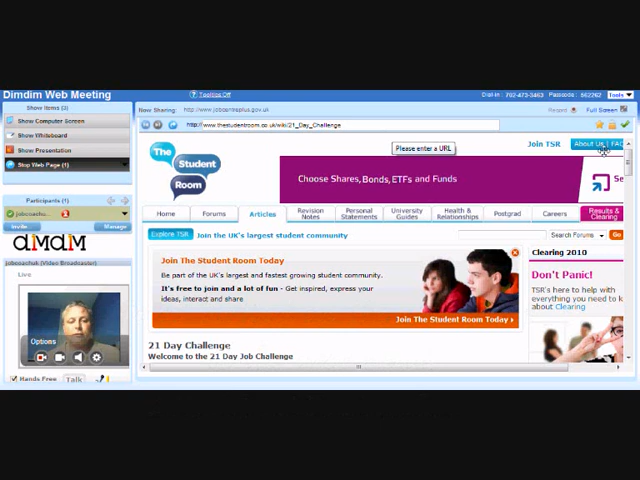 Dimdim Web Meeting
Tooltips Off
Dial-in: 702-473-3463 Passcode: 562262 Tools
Show Items (3)
Show Computer Screen
Show Whiteboard
Show Presentation
Stop Web Page (1)
Participants (1)
jobcoachu... 2
Invite...
Manage
DiMDiM
jobcoachuk (Video Broadcaster)
Live
Options
Hands Free
Talk
Now Sharing: http://www.jobcentreplus.gov.uk
Record
Full Screen
http://www.thestudentroom.co.uk/wiki/21_Day_Challenge
Please enter a URL
Join TSR
About Us | FAQ
The Student Room
Choose Shares, Bonds, ETFs and Funds
Se
Home
Forums
Articles
Revision Notes
Personal Statements
University Guides
Health & Relationships
Postgrad
Careers
Results & Clearing
Explore TSR
Join the UK's largest student community
Search Forums
Go
Join The Student Room Today
Be part of the UK's largest and fastest growing student community.
It's free to join and a lot of fun - Get inspired, express your
ideas, interact and share
Join The Student Room Today ›
Clearing 2010
Don't Panic!
TSR's here to help with
everything you need to k
about Clearing
21 Day Challenge
Welcome to the 21 Day Job Challenge